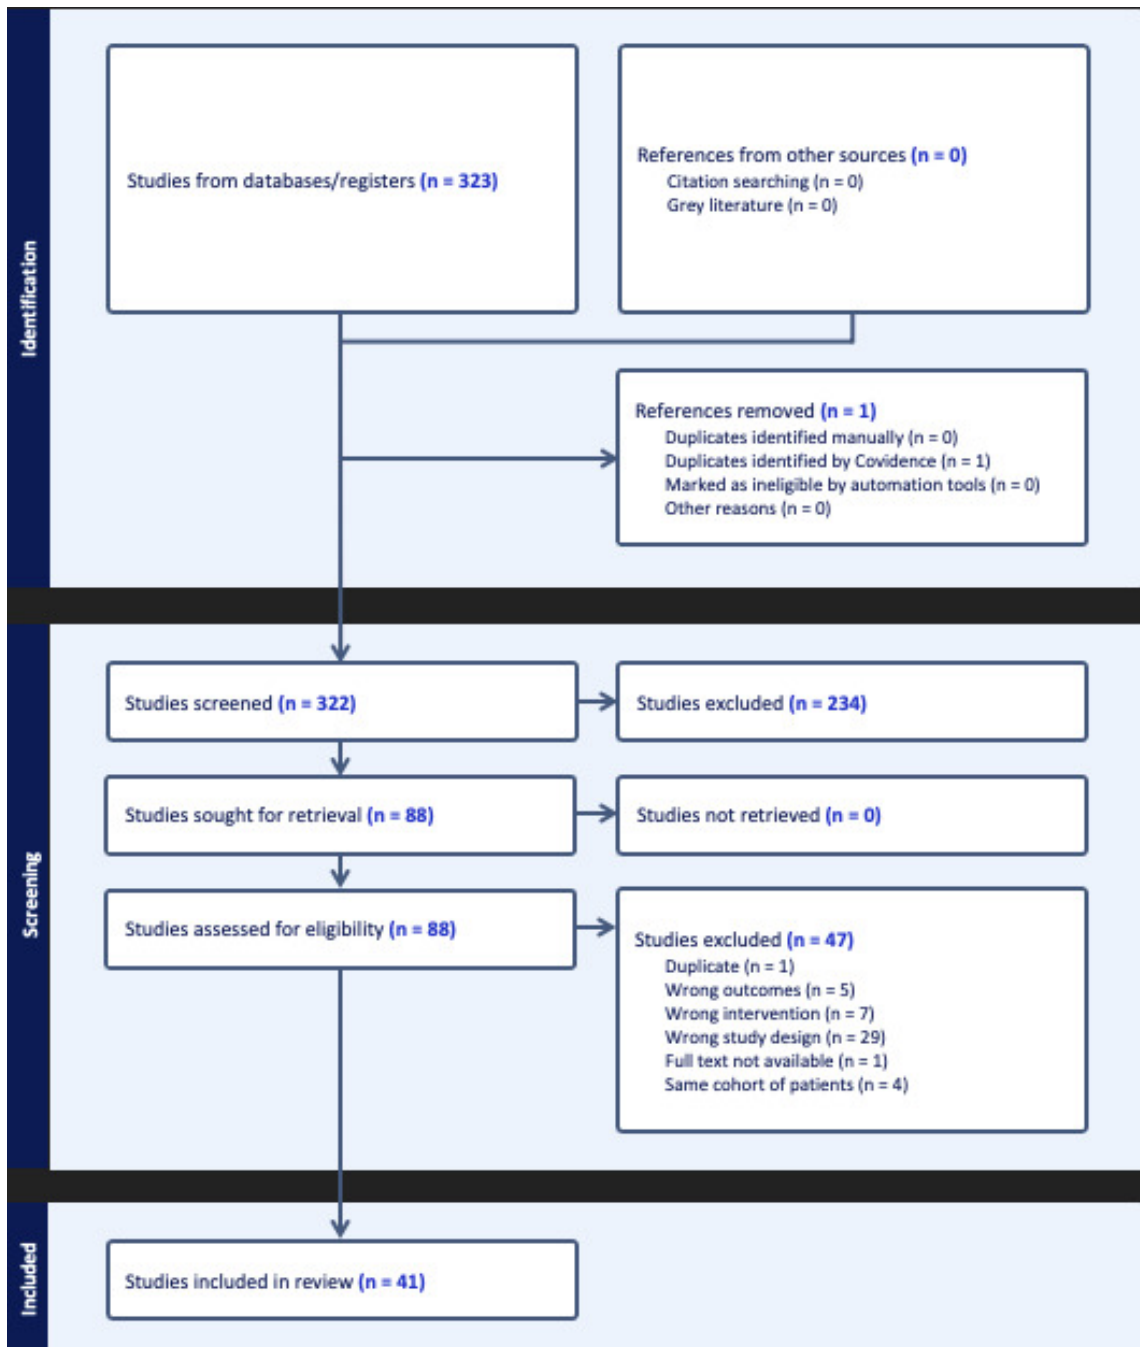 Identification
Studies from databases/registers (n = 323)
References from other sources (n = 0)
Citation searching (n = 0)
Grey literature (n = 0)
References removed (n = 1)
Duplicates identified manually (n = 0)
Duplicates identified by Covidence (n = 1)
Marked as ineligible by automation tools (n = 0)
Other reasons (n = 0)
Screening
Studies screened (n = 322)
Studies excluded (n = 234)
Studies sought for retrieval (n = 88)
Studies not retrieved (n = 0)
Studies assessed for eligibility (n = 88)
Studies excluded (n = 47)
Duplicate (n = 1)
Wrong outcomes (n = 5)
Wrong intervention (n = 7)
Wrong study design (n = 29)
Full text not available (n = 1)
Same cohort of patients (n = 4)
Included
Studies included in review (n = 41)